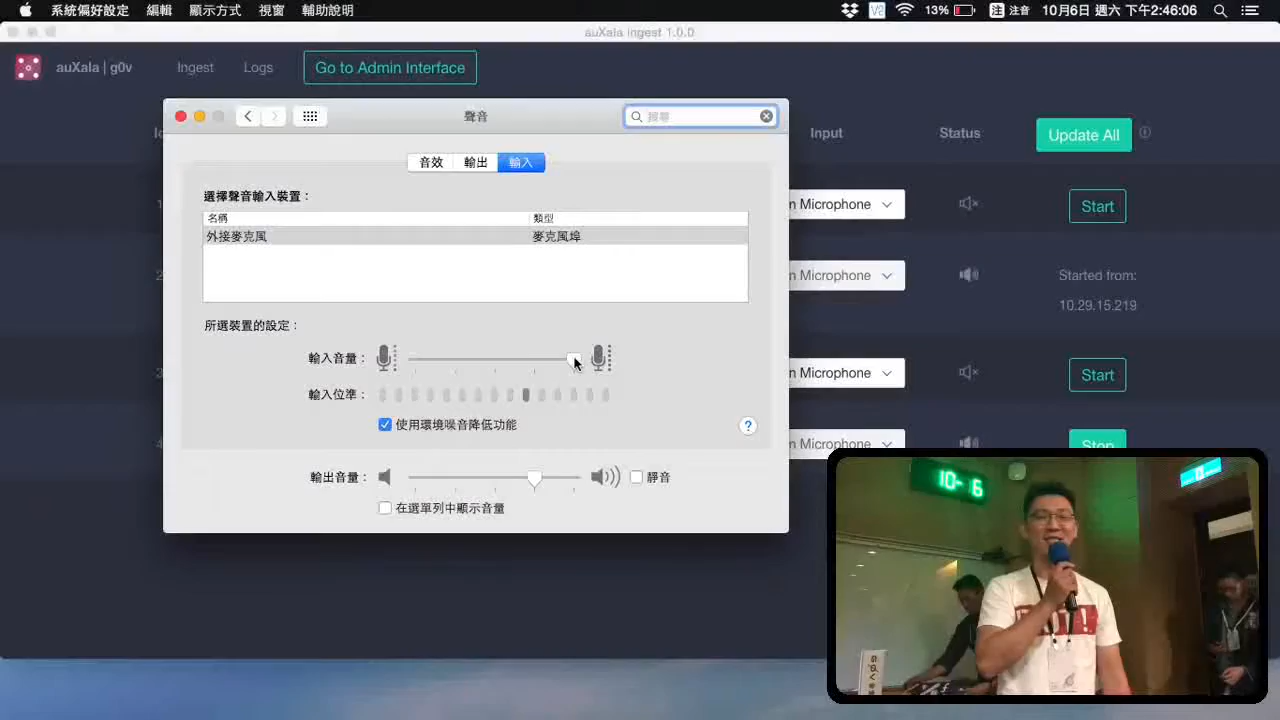 系統偏好設定 編輯 顯示方式 視窗 輔助說明 V2 13% 注 注音 10月6日 週六 下午2:46:06
auXala ingest 1.0.0
auXala | g0v Ingest Logs Go to Admin Interface
聲音 搜尋
Input Status Update All
音效 輸出 輸入
選擇聲音輸入裝置：
名稱 類型
外接麥克風 麥克風埠
n Microphone Start
n Microphone Started from:
10.29.15.219
所選裝置的設定：
輸入音量：
n Microphone Start
輸入位準：
使用環境噪音降低功能 ?
n Microphone Stop
輸出音量： 靜音
在選單列中顯示音量
10-16